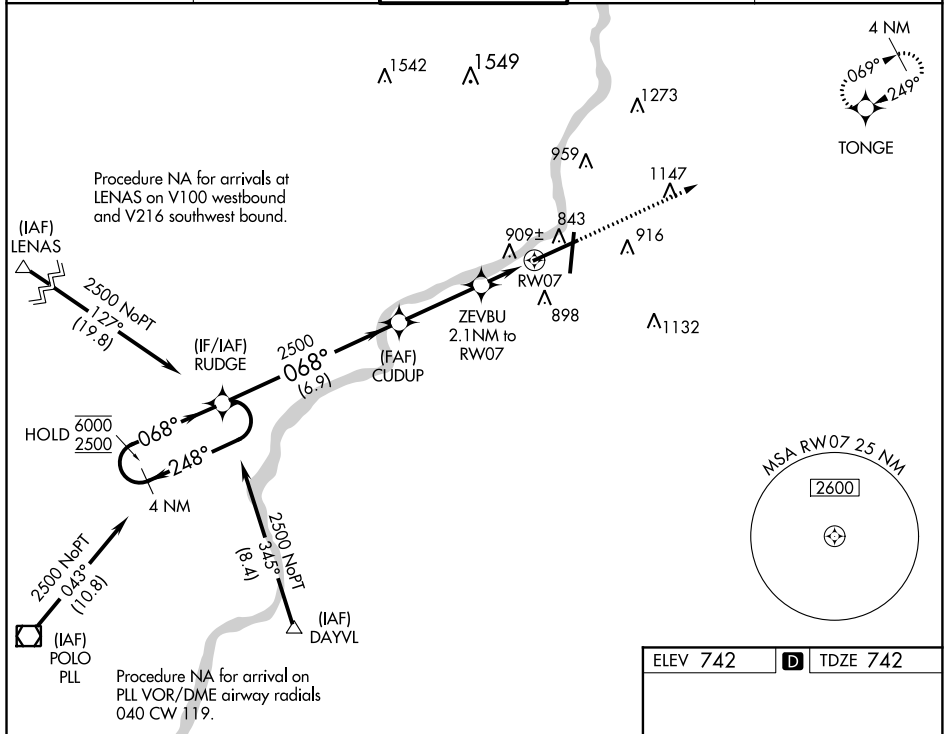 1542
1549
1273
959
1147
843
909±
916
898
1132
4 NM
069°
249°
TONGE
Procedure NA for arrivals at
LENAS on V100 westbound
and V216 southwest bound.
(IAF)
LENAS
2500 NoPT
127°
(19.8)
(IF/IAF)
RUDGE
2500
068°
(6.9)
(FAF)
CUDUP
ZEVBU
2.1NM to
RW07
RW07
HOLD 6000
2500
068°
248°
4 NM
2500 NoPT
043°
(10.8)
(IAF)
POLO
PLL
2500 NoPT
345°
(8.4)
(IAF)
DAYVL
Procedure NA for arrival on
PLL VOR/DME airway radials
040 CW 119.
MSA RW07 25 NM
2600
ELEV 742 D TDZE 742